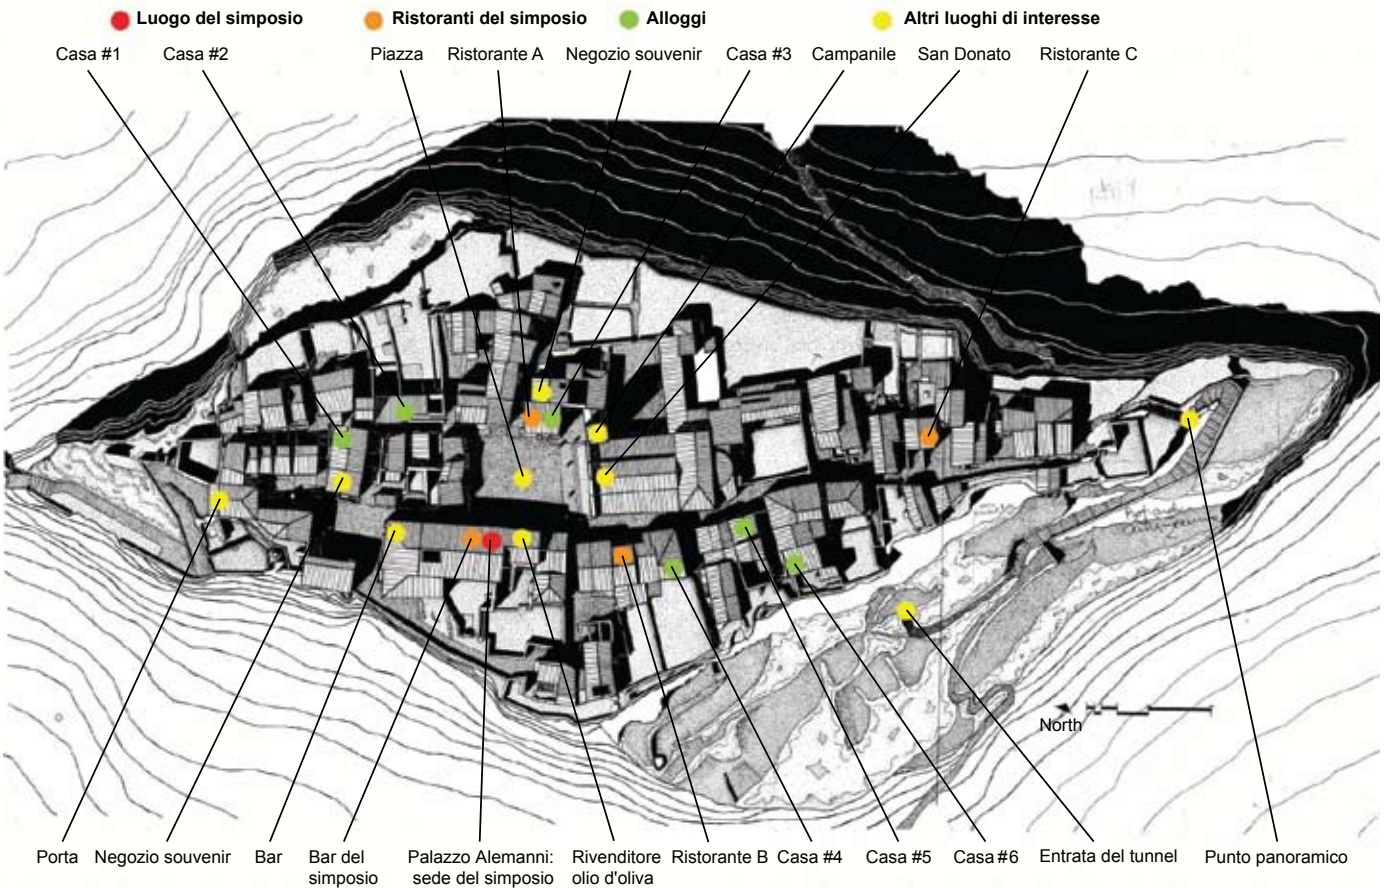 Luogo del simposio
Ristoranti del simposio
Alloggi
Altri luoghi di interesse
Casa #1
Casa #2
Piazza
Ristorante A
Negozio souvenir
Casa #3
Campanile
San Donato
Ristorante C
North
Porta
Negozio souvenir
Bar
Bar del
simposio
Palazzo Alemanni:
sede del simposio
Rivenditore
olio d'oliva
Ristorante B
Casa #4
Casa #5
Casa #6
Entrata del tunnel
Punto panoramico